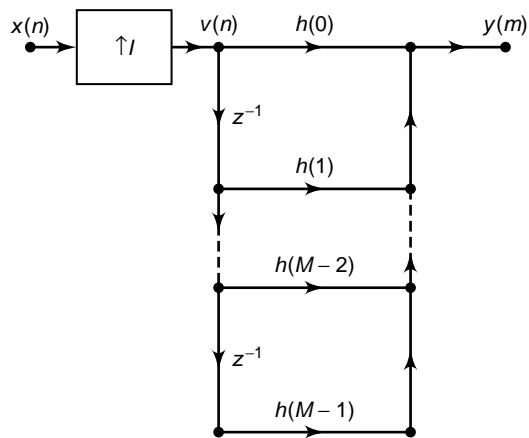 x(n) v(n) h(0) y(m)
↑I
z⁻¹
h(1)
h(M – 2)
z⁻¹
h(M – 1)